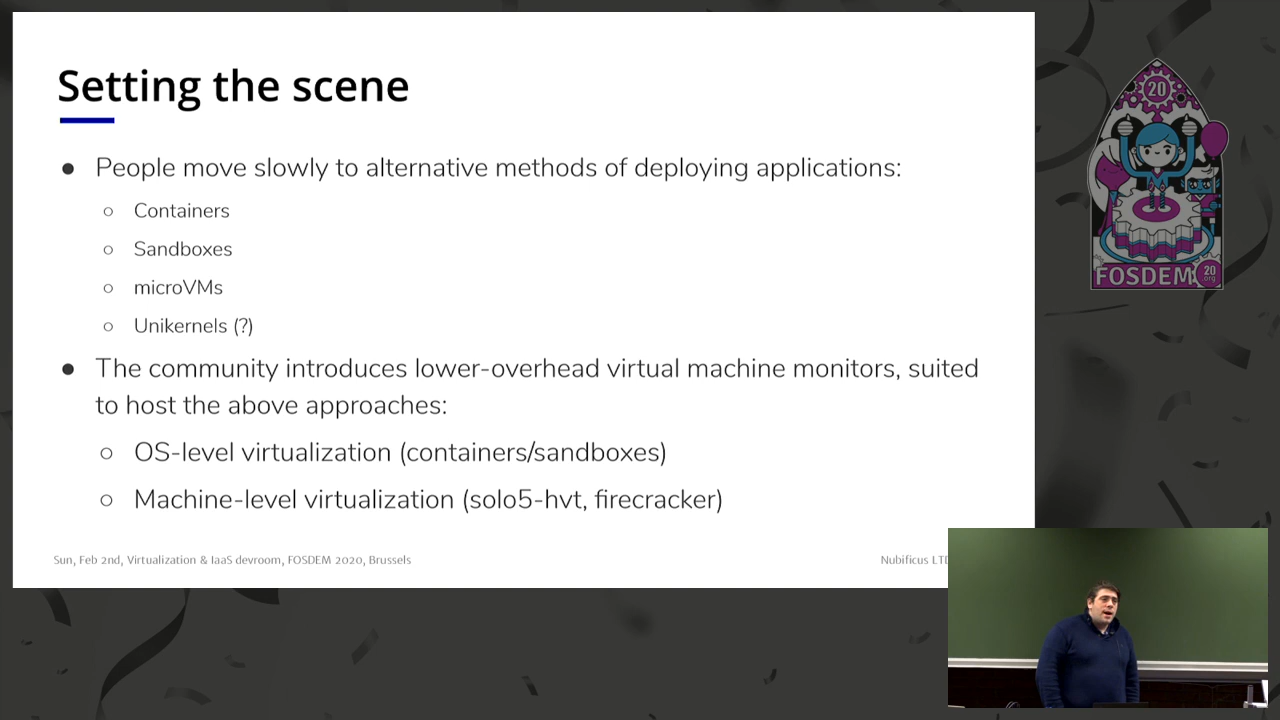 Setting the scene
● People move slowly to alternative methods of deploying applications:
○ Containers
○ Sandboxes
○ microVMs
○ Unikernels (?)
● The community introduces lower-overhead virtual machine monitors, suited
to host the above approaches:
○ OS-level virtualization (containers/sandboxes)
○ Machine-level virtualization (solo5-hvt, firecracker)
Sun, Feb 2nd, Virtualization & IaaS devroom, FOSDEM 2020, Brussels
Nubificus
20
FOSDEM
20
.org